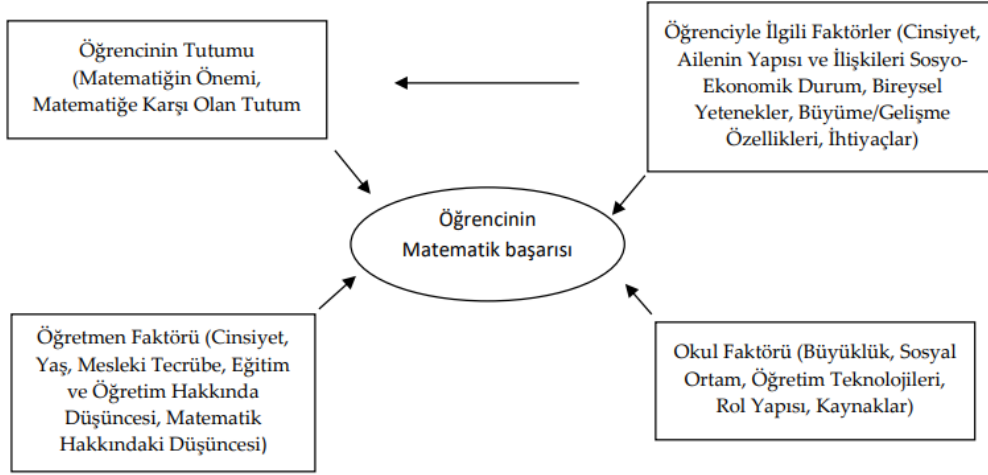 Öğrencinin Tutumu
(Matematiğin Önemi,
Matematiğe Karşı Olan Tutum
Öğrenciyle İlgili Faktörler (Cinsiyet,
Ailenin Yapısı ve İlişkileri Sosyo-
Ekonomik Durum, Bireysel
Yetenekler, Büyüme/Gelişme
Özellikleri, İhtiyaçlar)
Öğrencinin
Matematik başarısı
Öğretmen Faktörü (Cinsiyet,
Yaş, Mesleki Tecrübe, Eğitim
ve Öğretim Hakkında
Düşüncesi, Matematik
Hakkındaki Düşüncesi)
Okul Faktörü (Büyüklük, Sosyal
Ortam, Öğretim Teknolojileri,
Rol Yapısı, Kaynaklar)